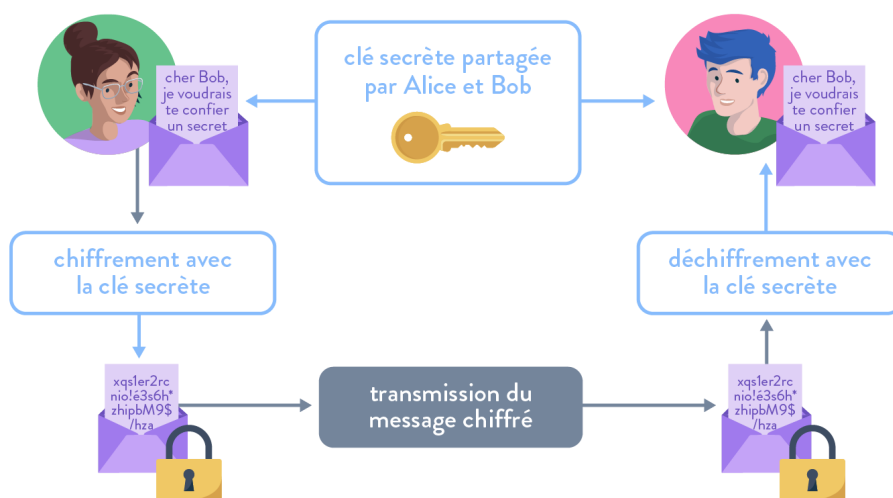 cher Bob,
je voudrais
te confier
un secret
clé secrète partagée
par Alice et Bob
cher Bob,
je voudrais
te confier
un secret
chiffrement avec
la clé secrète
déchiffrement avec
la clé secrète
xqs1er2rc
nio!é3s6h*
zhipbM9$
/hza
transmission du
message chiffré
xqs1er2rc
nio!é3s6h*
zhipbM9$
/hza